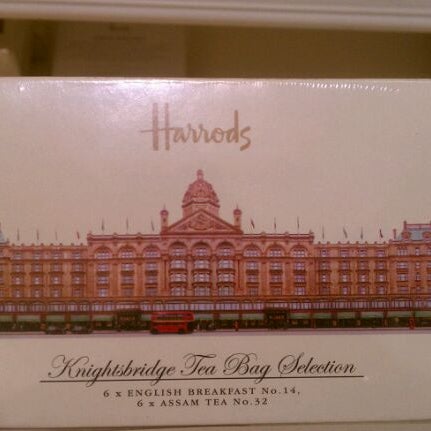 Harrods
Knightsbridge Tea Bag Selection
6 x ENGLISH BREAKFAST No.14,
6 x ASSAM TEA No.32